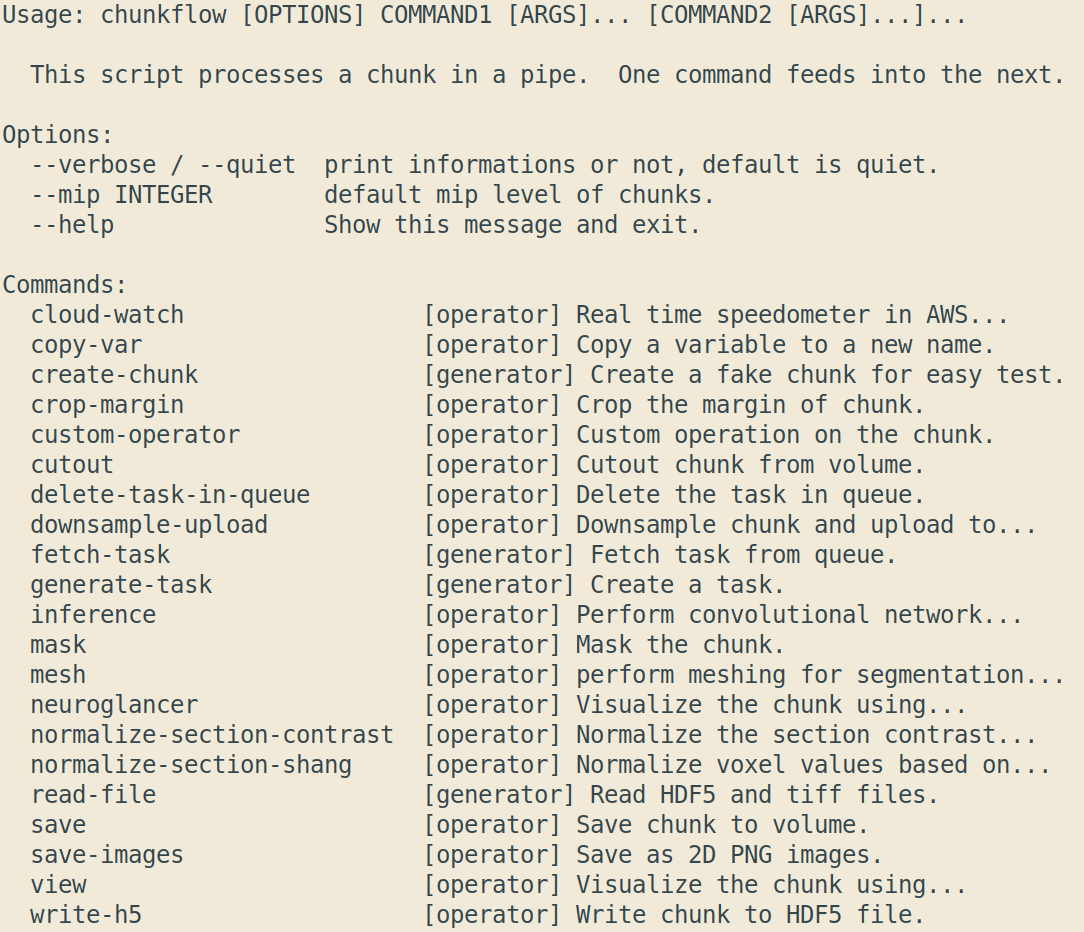 Usage: chunkflow [OPTIONS] COMMAND1 [ARGS]... [COMMAND2 [ARGS]...]...
This script processes a chunk in a pipe.  One command feeds into the next.
Options:
--verbose / --quiet  print informations or not, default is quiet.
--mip INTEGER        default mip level of chunks.
--help               Show this message and exit.
Commands:
cloud-watch                 [operator] Real time speedometer in AWS...
copy-var                    [operator] Copy a variable to a new name.
create-chunk                [generator] Create a fake chunk for easy test.
crop-margin                 [operator] Crop the margin of chunk.
custom-operator             [operator] Custom operation on the chunk.
cutout                      [operator] Cutout chunk from volume.
delete-task-in-queue        [operator] Delete the task in queue.
downsample-upload           [operator] Downsample chunk and upload to...
fetch-task                  [generator] Fetch task from queue.
generate-task               [generator] Create a task.
inference                   [operator] Perform convolutional network...
mask                        [operator] Mask the chunk.
mesh                        [operator] perform meshing for segmentation...
neuroglancer                [operator] Visualize the chunk using...
normalize-section-contrast  [operator] Normalize the section contrast...
normalize-section-shang     [operator] Normalize voxel values based on...
read-file                   [generator] Read HDF5 and tiff files.
save                        [operator] Save chunk to volume.
save-images                 [operator] Save as 2D PNG images.
view                        [operator] Visualize the chunk using...
write-h5                    [operator] Write chunk to HDF5 file.